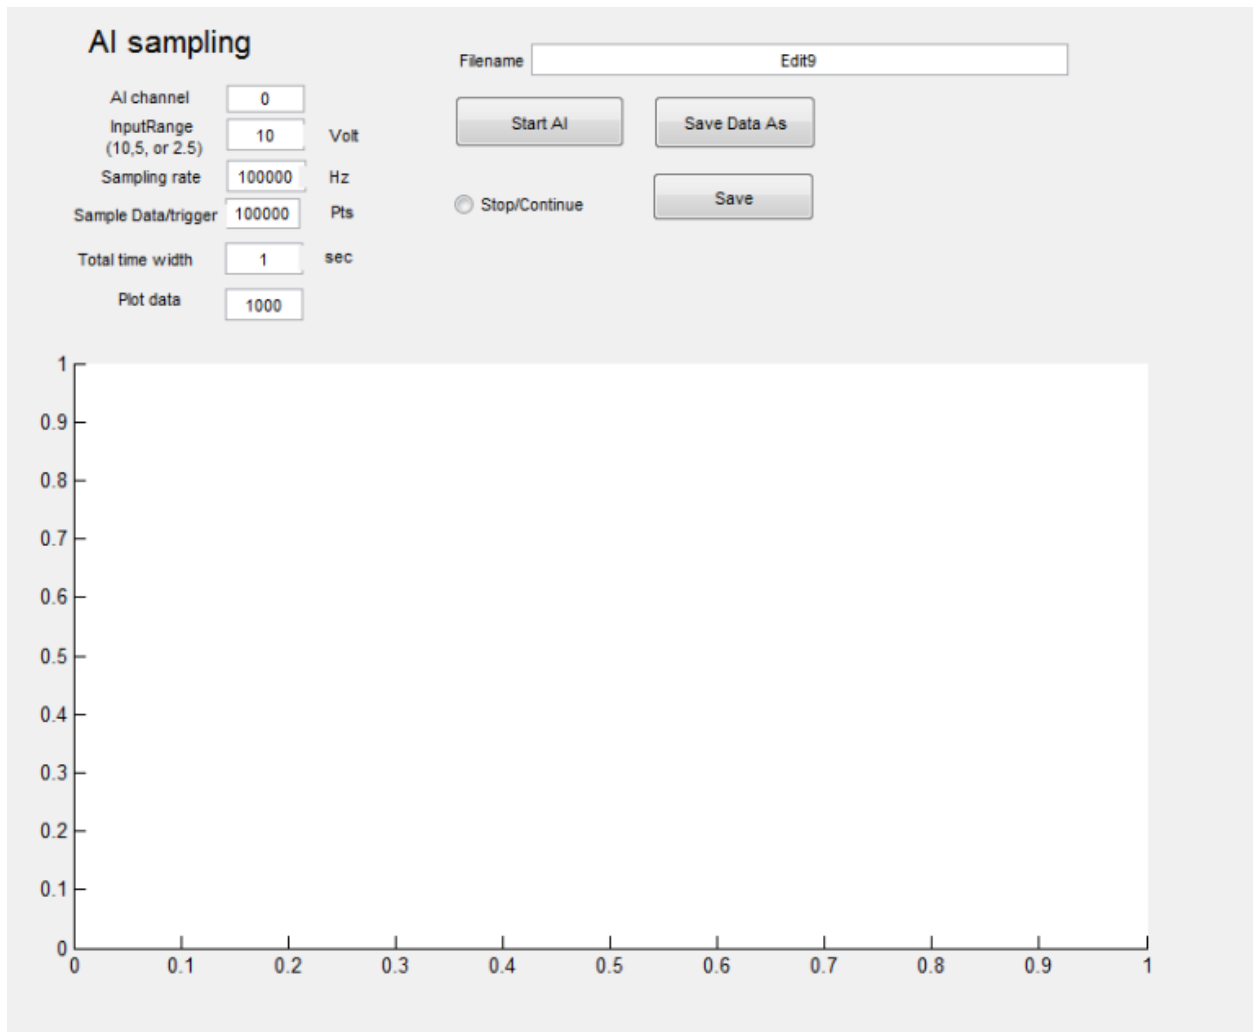 AI sampling
Filename Edit9
AI channel 0
Start AI Save Data As
InputRange
(10,5, or 2.5) 10 Volt
Sampling rate 100000 Hz
Stop/Continue Save
Sample Data/trigger 100000 Pts
Total time width 1 sec
Plot data 1000
1
0.9
0.8
0.7
0.6
0.5
0.4
0.3
0.2
0.1
0
0 0.1 0.2 0.3 0.4 0.5 0.6 0.7 0.8 0.9 1